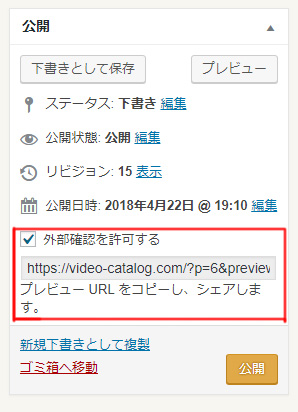 公開
下書きとして保存 プレビュー
ステータス: 下書き 編集
公開状態: 公開 編集
リビジョン: 15 表示
公開日時: 2018年4月22日 @ 19:10 編集
外部確認を許可する
https://video-catalog.com/?p=6&preview
プレビュー URL をコピーし、シェアしま
す。
新規下書きとして複製
ゴミ箱へ移動 公開